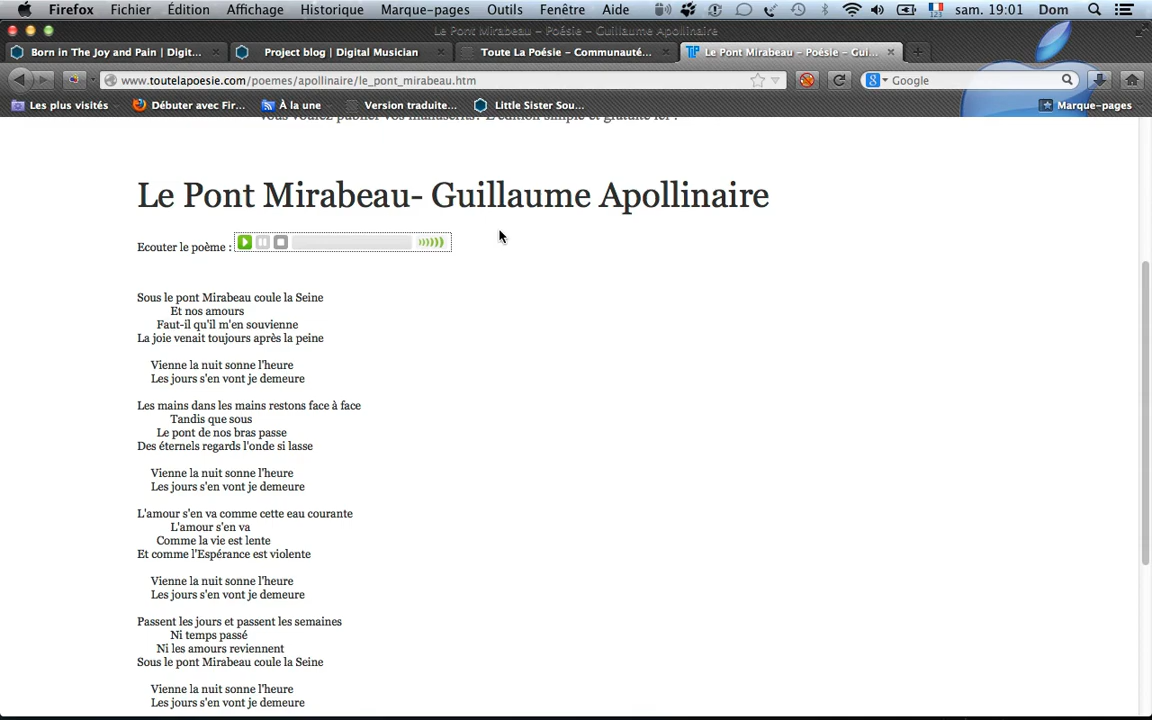 Firefox Fichier Édition Affichage Historique Marque-pages Outils Fenêtre Aide sam. 19:01 Dom
Le Pont Mirabeau – Poésie – Guillaume Apollinaire
Born in The Joy and Pain | Digit... Project blog | Digital Musician Toute La Poésie – Communauté... Le Pont Mirabeau – Poésie – Gui...
www.toutelapoesie.com/poemes/apollinaire/le_pont_mirabeau.htm Google
Les plus visités Débuter avec Fir... À la une Version traduite... Little Sister Sou... Marque-pages
vous voulez publier vos manuscrits? L'édition simple et gratuite ici !
Le Pont Mirabeau- Guillaume Apollinaire
Ecouter le poème :
Sous le pont Mirabeau coule la Seine
Et nos amours
Faut-il qu'il m'en souvienne
La joie venait toujours après la peine
Vienne la nuit sonne l'heure
Les jours s'en vont je demeure
Les mains dans les mains restons face à face
Tandis que sous
Le pont de nos bras passe
Des éternels regards l'onde si lasse
Vienne la nuit sonne l'heure
Les jours s'en vont je demeure
L'amour s'en va comme cette eau courante
L'amour s'en va
Comme la vie est lente
Et comme l'Espérance est violente
Vienne la nuit sonne l'heure
Les jours s'en vont je demeure
Passent les jours et passent les semaines
Ni temps passé
Ni les amours reviennent
Sous le pont Mirabeau coule la Seine
Vienne la nuit sonne l'heure
Les jours s'en vont je demeure